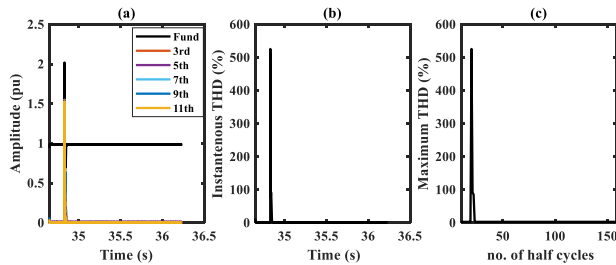 (a)
(b)
(c)
Amplitude (pu)
2.5
2
1.5
1
0.5
0
Fund
3rd
5th
7th
9th
11th
35
35.5
36
36.5
Time (s)
Instantenous THD (%)
600
500
400
300
200
100
0
35
35.5
36
36.5
Time (s)
Maximum THD (%)
600
500
400
300
200
100
0
50
100
150
no. of half cycles